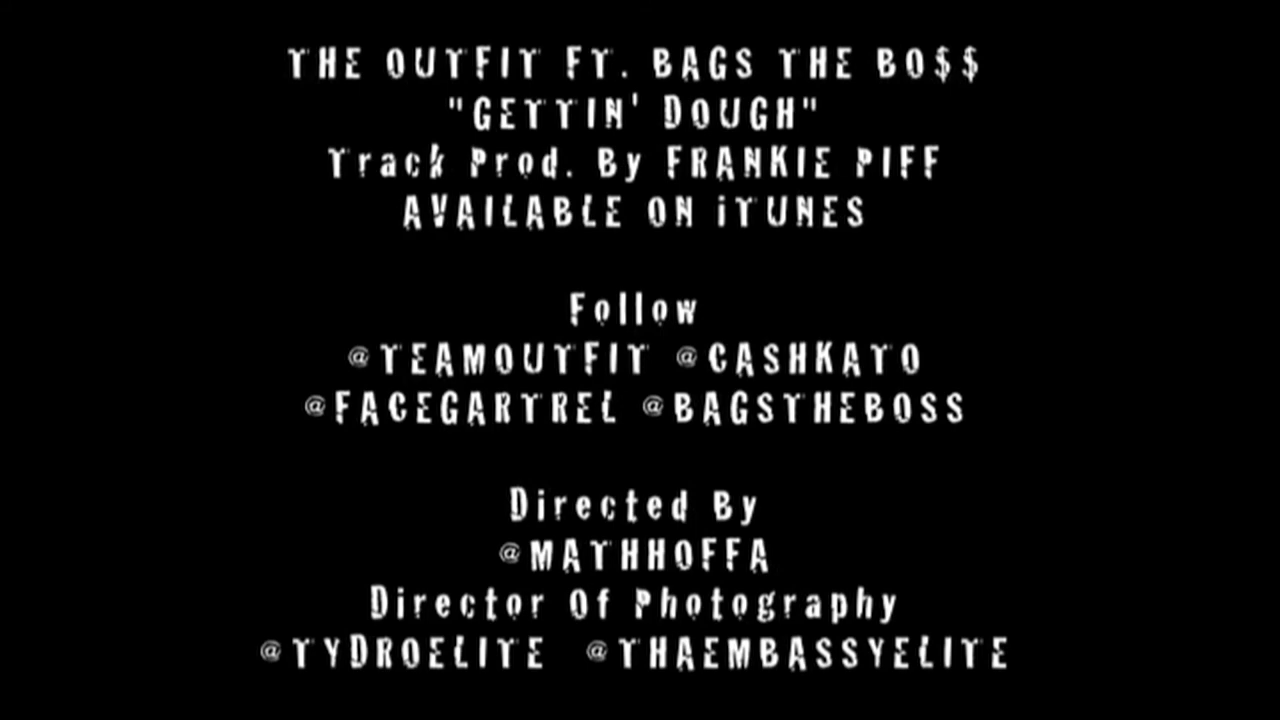 THE OUTFIT FT. BAGS THE BO$$
"GETTIN' DOUGH"
Track Prod. By FRANKIE PIFF
AVAILABLE ON iTUNES
Follow
@TEAMOUTFIT @CASHKATO
@FACEGARTREL @BAGSTHEBOSS
Directed By
@MATHHOFFA
Director Of Photography
@TYDROELITE @THAEMBASSYELITE